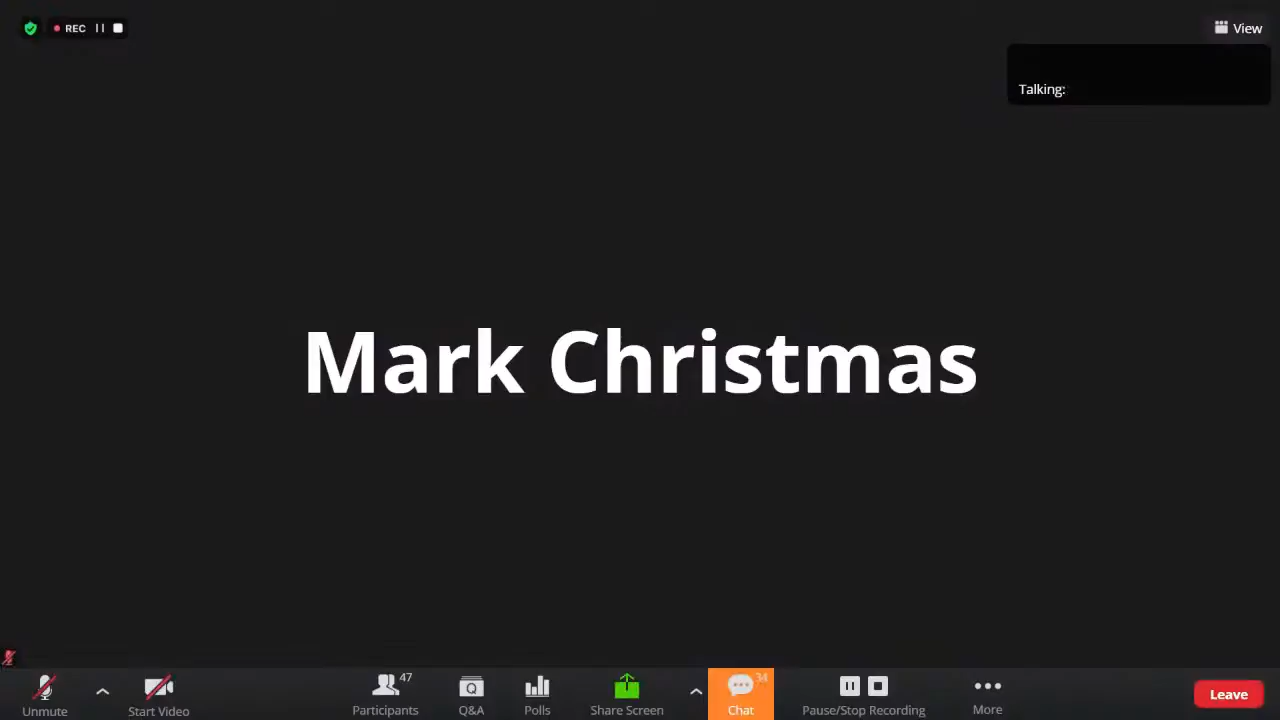 REC
View
Talking:
Mark Christmas
47
34
Unmute
Start Video
Participants
Q&A
Polls
Share Screen
Chat
Pause/Stop Recording
More
Leave